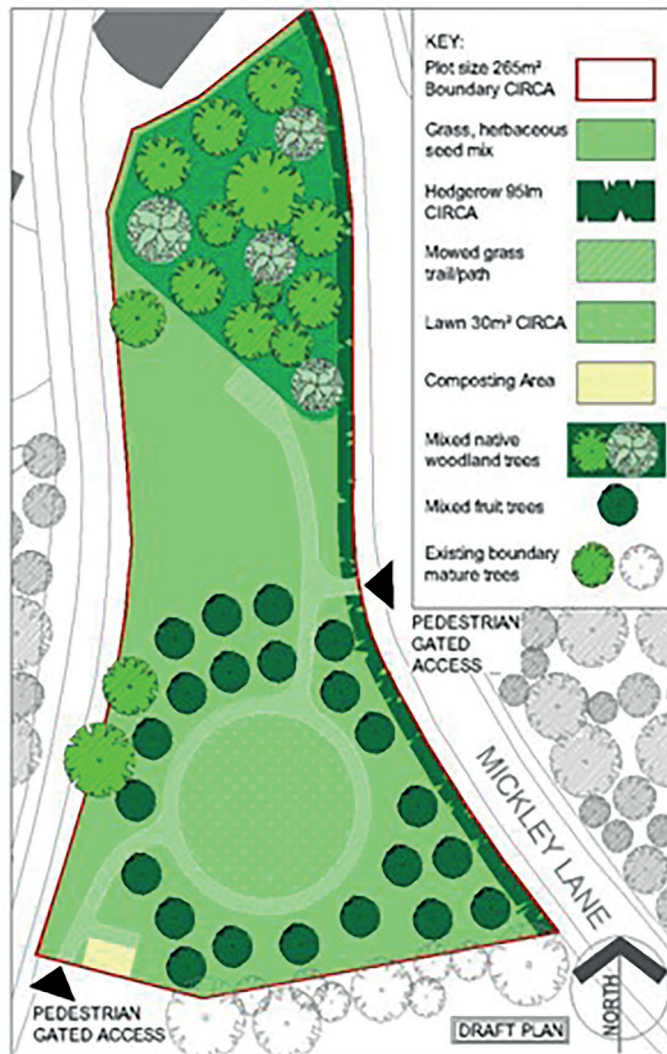 KEY:
Plot size 265m²
Boundary CIRCA
Grass, herbaceous
seed mix
Hedgerow 95lm
CIRCA
Mowed grass
trail/path
Lawn 30m² CIRCA
Composting Area
Mixed native
woodland trees
Mixed fruit trees
Existing boundary
mature trees
PEDESTRIAN
GATED
ACCESS
MICKLEY LANE
PEDESTRIAN
GATED ACCESS
DRAFT PLAN
NORTH